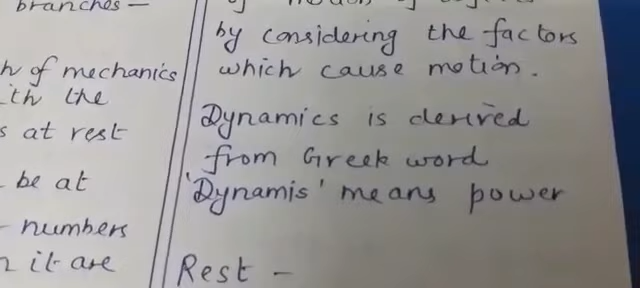 branches –
h of mechanics
ith the
s at rest
be at
numbers
it are
by considering the factors
which cause motion.
Dynamics is derived
from Greek word
'Dynamis' means power
Rest –